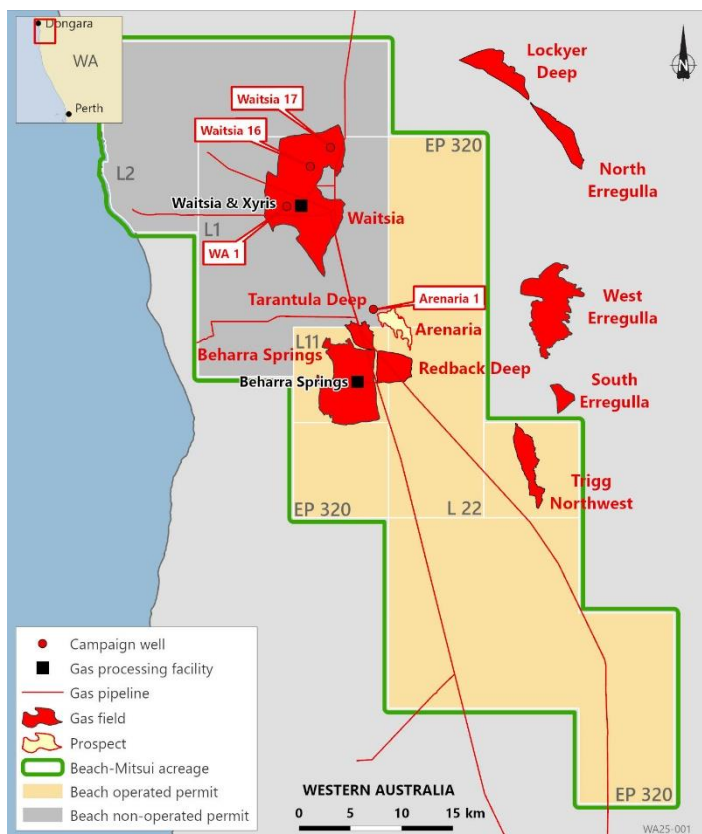 Dongara
WA
Perth
Lockyer
Deep
N
Waitsia 17
Waitsia 16
EP 320
North
Erregulla
L2
Waitsia & Xyris
Waitsia
L1
WA 1
Tarantula Deep
Arenaria 1
West
Erregulla
Arenaria
L11
Beharra Springs
Redback Deep
Beharra Springs
South
Erregulla
Trigg
Northwest
EP 320
L 22
Campaign well
Gas processing facility
Gas pipeline
Gas field
Prospect
Beach-Mitsui acreage
Beach operated permit
Beach non-operated permit
WESTERN AUSTRALIA
0 5 10 15 km
EP 320
WA25-001